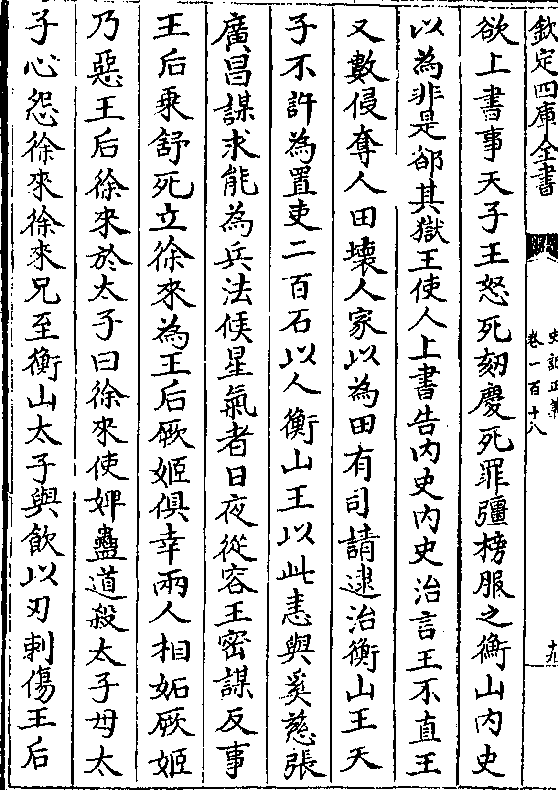 欽定四庫全書
史記正義
卷一百十八
十九
欲上書事天子王怒死劾慶死罪彊榜服之衡山內史
以為非是郤其獄王使人上書告內史內史治言王不直王
又數侵奪人田壞人冢以為田有司請逮治衡山王天
子不許為置吏二百石以人衡山王以此恚與奚慈張
廣昌謀求能為兵法候星氣者日夜從容王密謀反事
王后乘舒死立徐來為王后厥姬俱幸兩人相妬厥姬
乃惡王后徐來於太子曰徐來使婢蠱道殺太子母太
子心怨徐來徐來兄至衡山太子與飲以刃刺傷王后